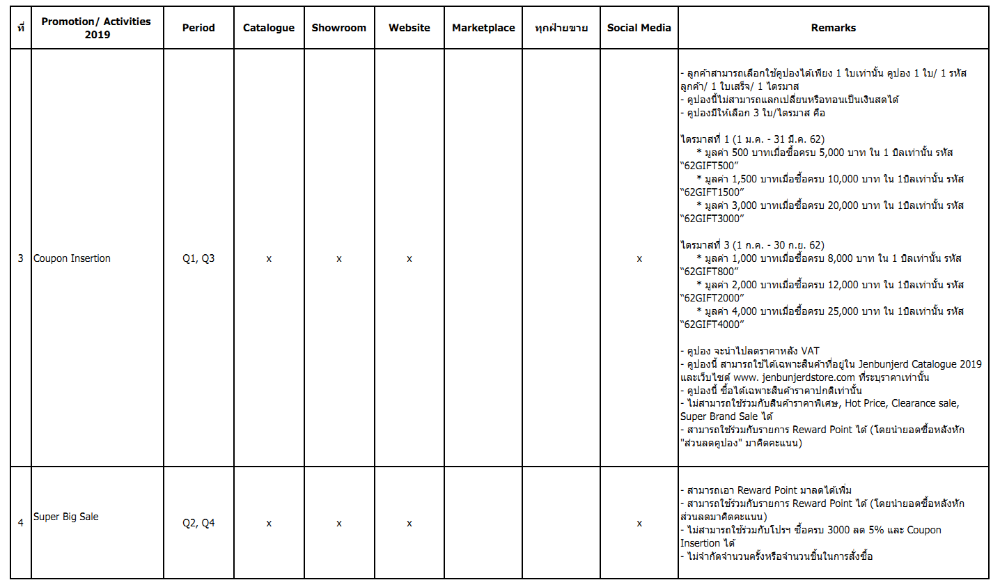 ที่
Promotion/ Activities
2019
Period
Catalogue
Showroom
Website
Marketplace
ทุกฝ่ายขาย
Social Media
Remarks
3
Coupon Insertion
Q1, Q3
x
x
x
x
- ลูกค้าสามารถเลือกใช้คูปองได้เพียง 1 ใบเท่านั้น คูปอง 1 ใบ/ 1 รหัส
ลูกค้า/ 1 ใบเสร็จ/ 1 ไตรมาส
- คูปองนี้ไม่สามารถแลกเปลี่ยนหรือทอนเป็นเงินสดได้
- คูปองมีให้เลือก 3 ใบ/ไตรมาส คือ
ไตรมาสที่ 1 (1 ม.ค. - 31 มี.ค. 62)
* มูลค่า 500 บาทเมื่อซื้อครบ 5,000 บาท ใน 1 บิลเท่านั้น รหัส
“62GIFT500”
* มูลค่า 1,500 บาทเมื่อซื้อครบ 10,000 บาท ใน 1บิลเท่านั้น รหัส
“62GIFT1500”
* มูลค่า 3,000 บาทเมื่อซื้อครบ 20,000 บาท ใน 1บิลเท่านั้น รหัส
“62GIFT3000”
ไตรมาสที่ 3 (1 ก.ค. - 30 ก.ย. 62)
* มูลค่า 1,000 บาทเมื่อซื้อครบ 8,000 บาท ใน 1 บิลเท่านั้น รหัส
“62GIFT800”
* มูลค่า 2,000 บาทเมื่อซื้อครบ 12,000 บาท ใน 1บิลเท่านั้น รหัส
“62GIFT2000”
* มูลค่า 4,000 บาทเมื่อซื้อครบ 25,000 บาท ใน 1บิลเท่านั้น รหัส
“62GIFT4000”
- คูปอง จะนำไปลดราคาหลัง VAT
- คูปองนี้ สามารถใช้ได้เฉพาะสินค้าที่อยู่ใน Jenbunjerd Catalogue 2019
และเว็บไซต์ www. jenbunjerdstore.com ที่ระบุราคาเท่านั้น
- คูปองนี้ ซื้อได้เฉพาะสินค้าราคาปกติเท่านั้น
- ไม่สามารถใช้ร่วมกับสินค้าราคาพิเศษ, Hot Price, Clearance sale,
Super Brand Sale ได้
- สามารถใช้ร่วมกับรายการ Reward Point ได้ (โดยนำยอดซื้อหลังหัก
"ส่วนลดคูปอง" มาคิดคะแนน)
4
Super Big Sale
Q2, Q4
x
x
x
x
- สามารถเอา Reward Point มาลดได้เพิ่ม
- สามารถใช้ร่วมกับรายการ Reward Point ได้ (โดยนำยอดซื้อหลังหัก
ส่วนลดมาคิดคะแนน)
- ไม่สามารถใช้ร่วมกับโปรฯ ซื้อครบ 3000 ลด 5% และ Coupon
Insertion ได้
- ไม่จำกัดจำนวนครั้งหรือจำนวนชิ้นในการสั่งซื้อ